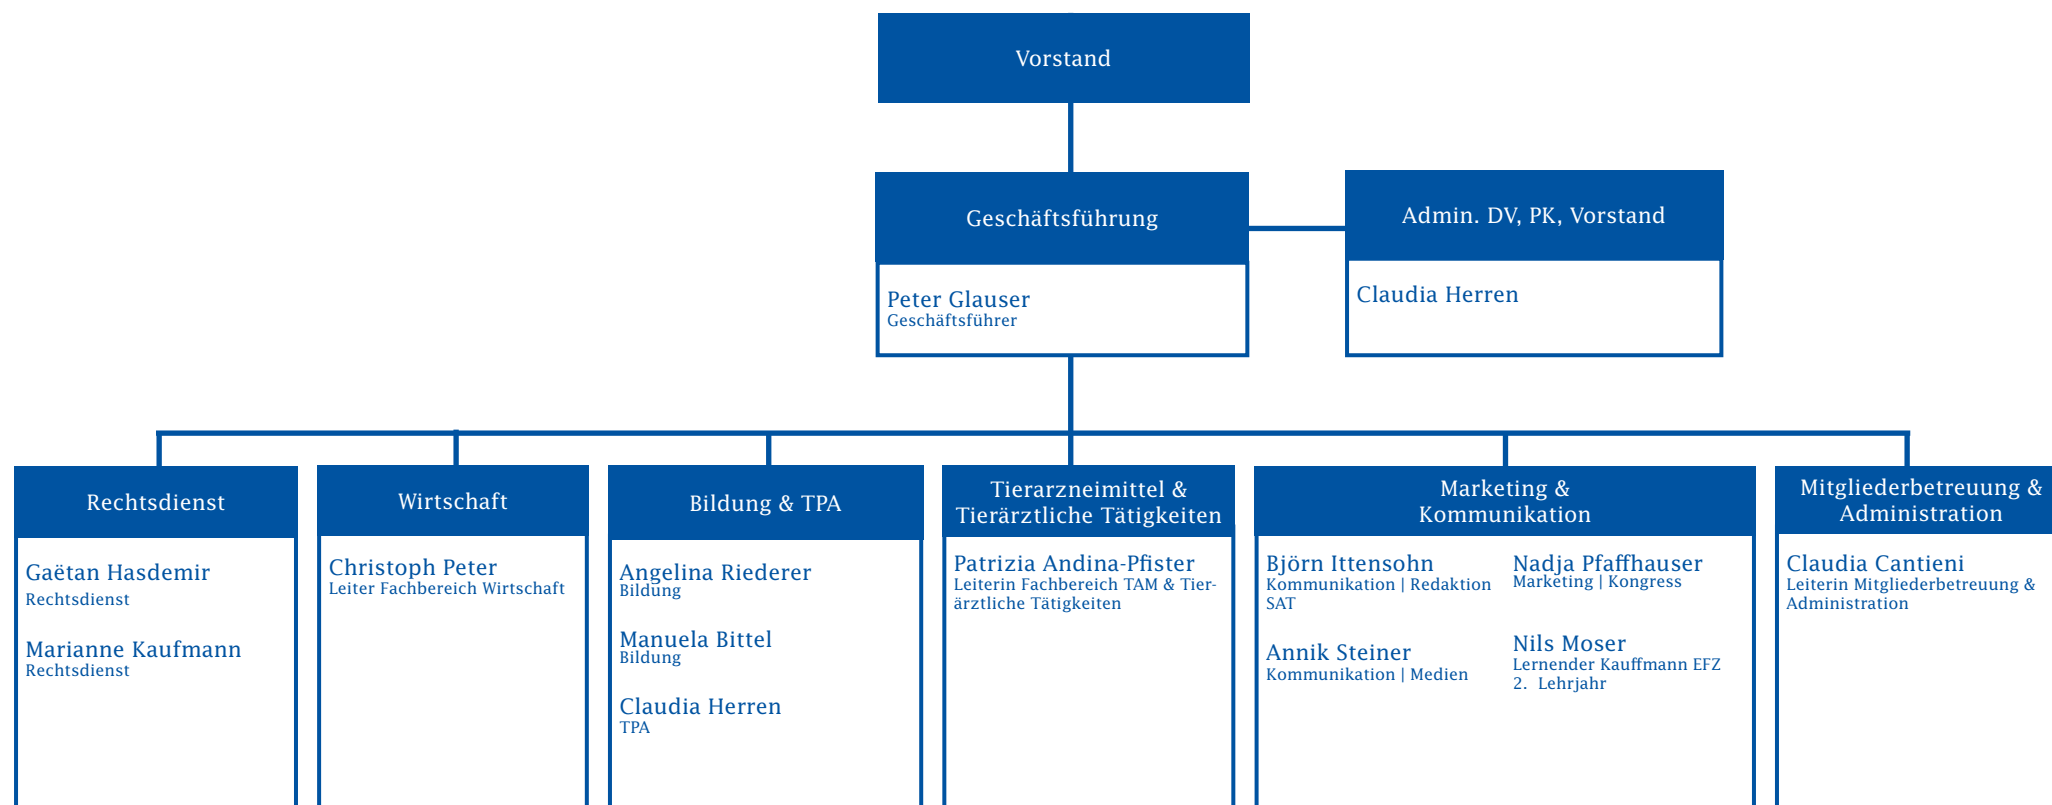 Vorstand
Geschäftsführung
Peter Glauser
Geschäftsführer
Admin. DV, PK, Vorstand
Claudia Herren
Rechtsdienst
Gaëtan Hasdemir
Rechtsdienst
Marianne Kaufmann
Rechtsdienst
Wirtschaft
Christoph Peter
Leiter Fachbereich Wirtschaft
Bildung & TPA
Angelina Riederer
Bildung
Manuela Bittel
Bildung
Claudia Herren
TPA
Tierarzneimittel &
Tierärztliche Tätigkeiten
Patrizia Andina-Pfister
Leiterin Fachbereich TAM & Tier-
ärztliche Tätigkeiten
Marketing &
Kommunikation
Björn Ittensohn
Kommunikation | Redaktion
SAT
Annik Steiner
Kommunikation | Medien
Nadja Pfaffhauser
Marketing | Kongress
Nils Moser
Lernender Kauffmann EFZ
2. Lehrjahr
Mitgliederbetreuung &
Administration
Claudia Cantieni
Leiterin Mitgliederbetreuung &
Administration